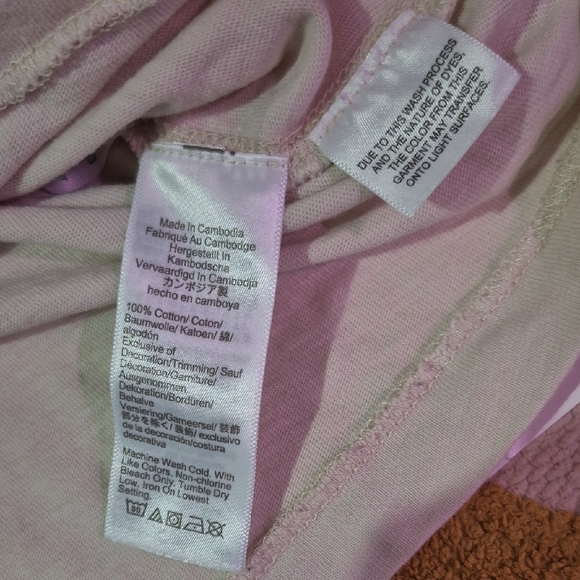 DUE TO THIS WASH PROCESS
AND THE NATURE OF DYES,
THE COLOR FROM THIS
GARMENT MAY TRANSFER
ONTO LIGHT SURFACES.
Made In Cambodia
Fabriqué Au Cambodge
Hergestellt in
Kambodscha
Vervaardigd In Cambodja
カンボジア製
hecho en camboya
100% Cotton/ Coton/
Baumwolle/ Katoen/ 綿/
algodón
Exclusive of
Decoration/Trimming/ Sauf
Décoration/Garniture/
Ausgenommen
Dekoration/Bordüren/
Behalve
Versiering/Garneersel/ 装飾
部分を除く/ 装飾/ exclusivo
de la decoración/costura
decorativa
Machine Wash Cold. With
Like Colors. Non-chlorine
Bleach Only. Tumble Dry
Low. Iron On Lowest
Setting.
30